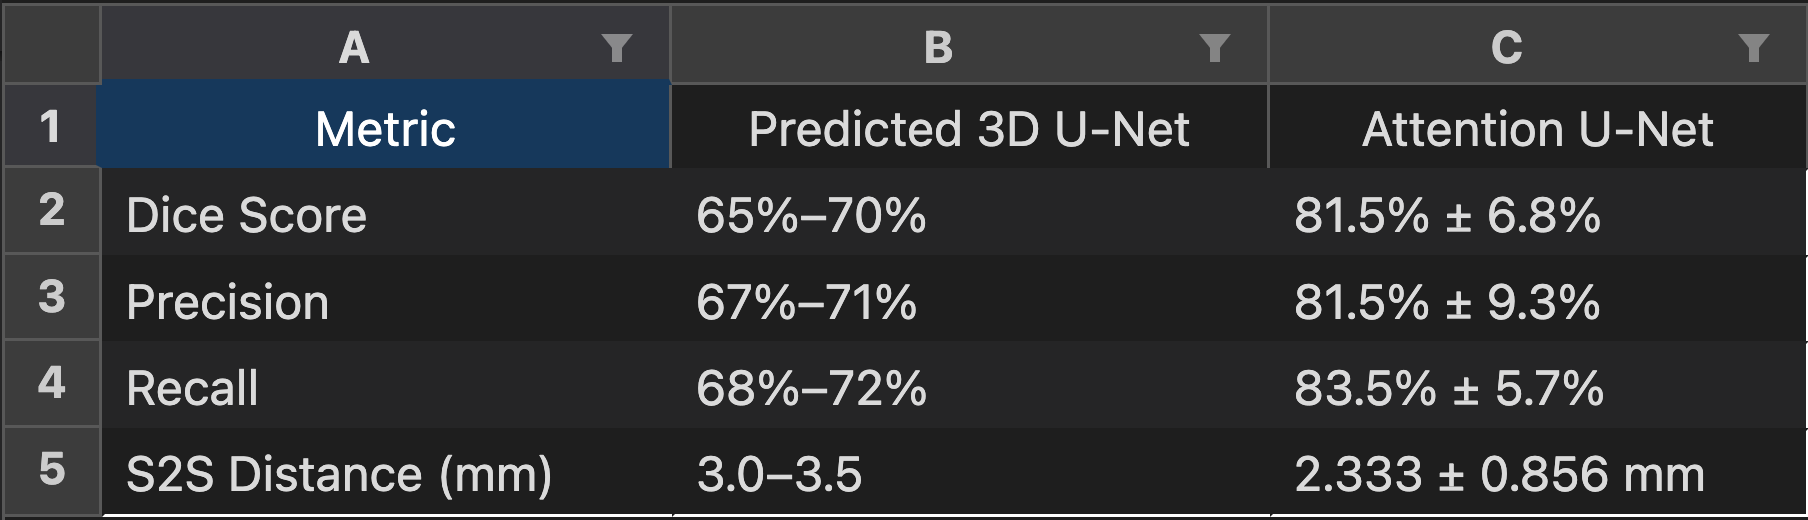 A B C
1 Metric Predicted 3D U-Net Attention U-Net
2 Dice Score 65%–70% 81.5% ± 6.8%
3 Precision 67%–71% 81.5% ± 9.3%
4 Recall 68%–72% 83.5% ± 5.7%
5 S2S Distance (mm) 3.0–3.5 2.333 ± 0.856 mm